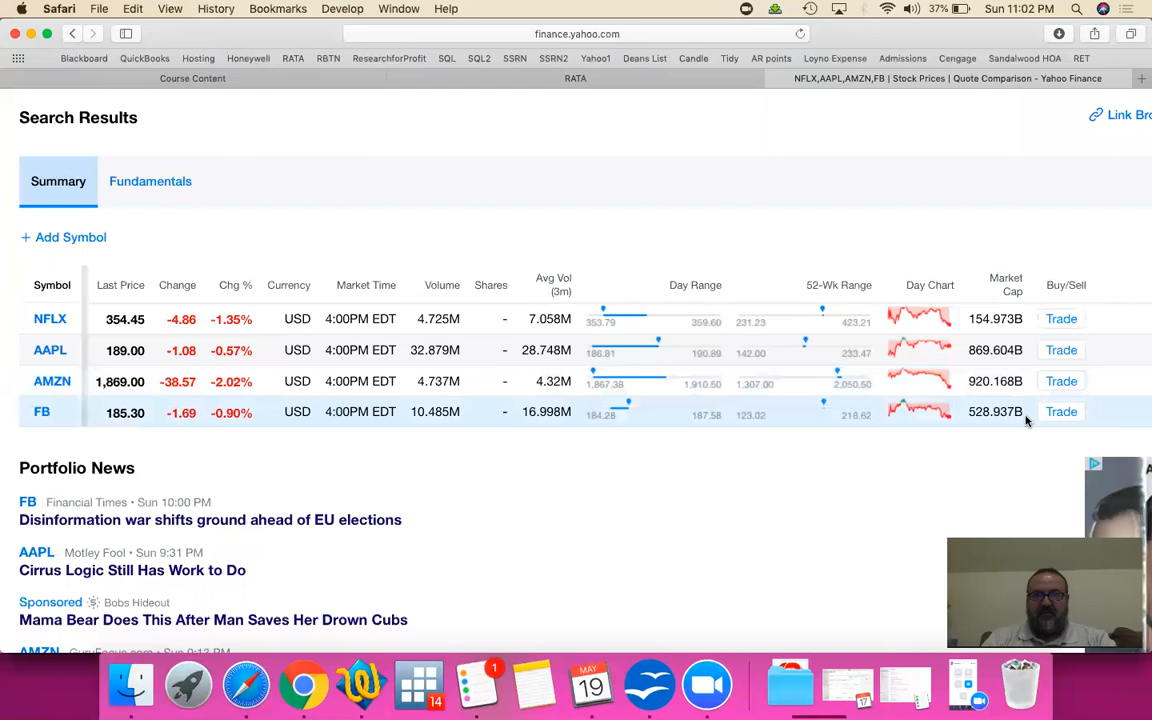 Safari File Edit View History Bookmarks Develop Window Help 37% Sun 11:02 PM
finance.yahoo.com
Blackboard QuickBooks Hosting Honeywell RATA RBTN ResearchforProfit SQL SQL2 SSRN SSRN2 Yahoo1 Deans List Candle Tidy AR points Loyno Expense Admissions Cengage Sandalwood HOA RET
Course Content RATA NFLX,AAPL,AMZN,FB | Stock Prices | Quote Comparison - Yahoo Finance
Search Results
Link Bro
Summary Fundamentals
+ Add Symbol
Symbol Last Price Change Chg % Currency Market Time Volume Shares Avg Vol (3m) Day Range 52-Wk Range Day Chart Market Cap Buy/Sell
NFLX 354.45 -4.86 -1.35% USD 4:00PM EDT 4.725M - 7.058M 353.79 359.60 231.23 423.21 154.973B Trade
AAPL 189.00 -1.08 -0.57% USD 4:00PM EDT 32.879M - 28.748M 186.81 190.89 142.00 233.47 869.604B Trade
AMZN 1,869.00 -38.57 -2.02% USD 4:00PM EDT 4.737M - 4.32M 1,867.38 1,910.50 1,307.00 2,050.50 920.168B Trade
FB 185.30 -1.69 -0.90% USD 4:00PM EDT 10.485M - 16.998M 184.28 187.58 123.02 218.62 528.937B Trade
Portfolio News
FB Financial Times • Sun 10:00 PM
Disinformation war shifts ground ahead of EU elections
AAPL Motley Fool • Sun 9:31 PM
Cirrus Logic Still Has Work to Do
Sponsored Bobs Hideout
Mama Bear Does This After Man Saves Her Drown Cubs
AMZN GuruFocus.com • Sun 9:13 PM
14
1
MAY
19
17